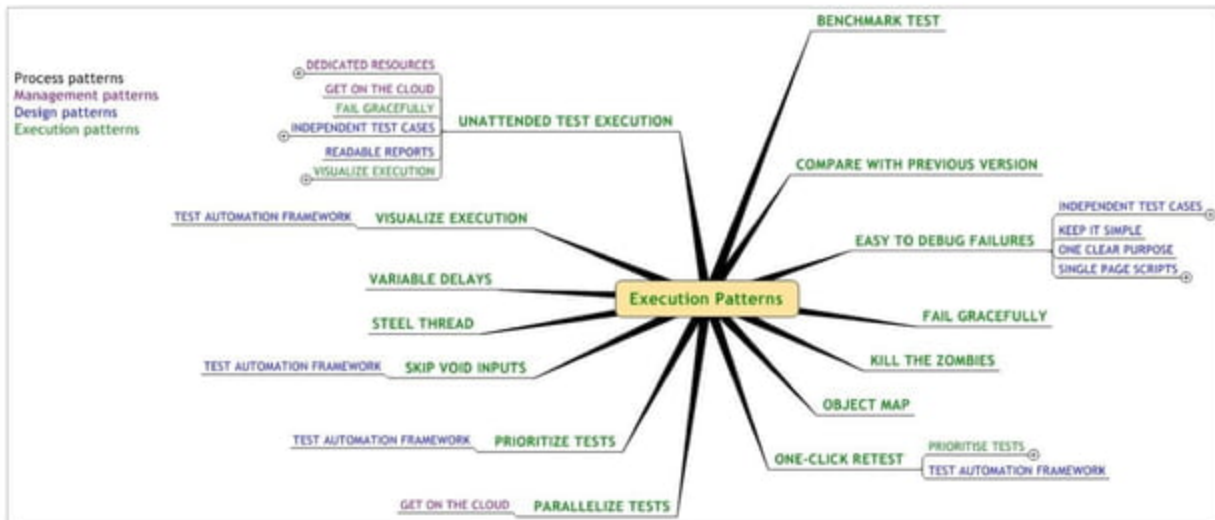 BENCHMARK TEST
Process patterns
Management patterns
Design patterns
Execution patterns
DEDICATED RESOURCES
GET ON THE CLOUD
FAIL GRACEFULLY
INDEPENDENT TEST CASES
READABLE REPORTS
VISUALIZE EXECUTION
UNATTENDED TEST EXECUTION
COMPARE WITH PREVIOUS VERSION
TEST AUTOMATION FRAMEWORK
VISUALIZE EXECUTION
EASY TO DEBUG FAILURES
INDEPENDENT TEST CASES
KEEP IT SIMPLE
ONE CLEAR PURPOSE
SINGLE PAGE SCRIPTS
VARIABLE DELAYS
Execution Patterns
STEEL THREAD
FAIL GRACEFULLY
TEST AUTOMATION FRAMEWORK
SKIP VOID INPUTS
KILL THE ZOMBIES
OBJECT MAP
TEST AUTOMATION FRAMEWORK
PRIORITIZE TESTS
ONE-CLICK RETEST
PRIORITISE TESTS
TEST AUTOMATION FRAMEWORK
GET ON THE CLOUD
PARALLELIZE TESTS